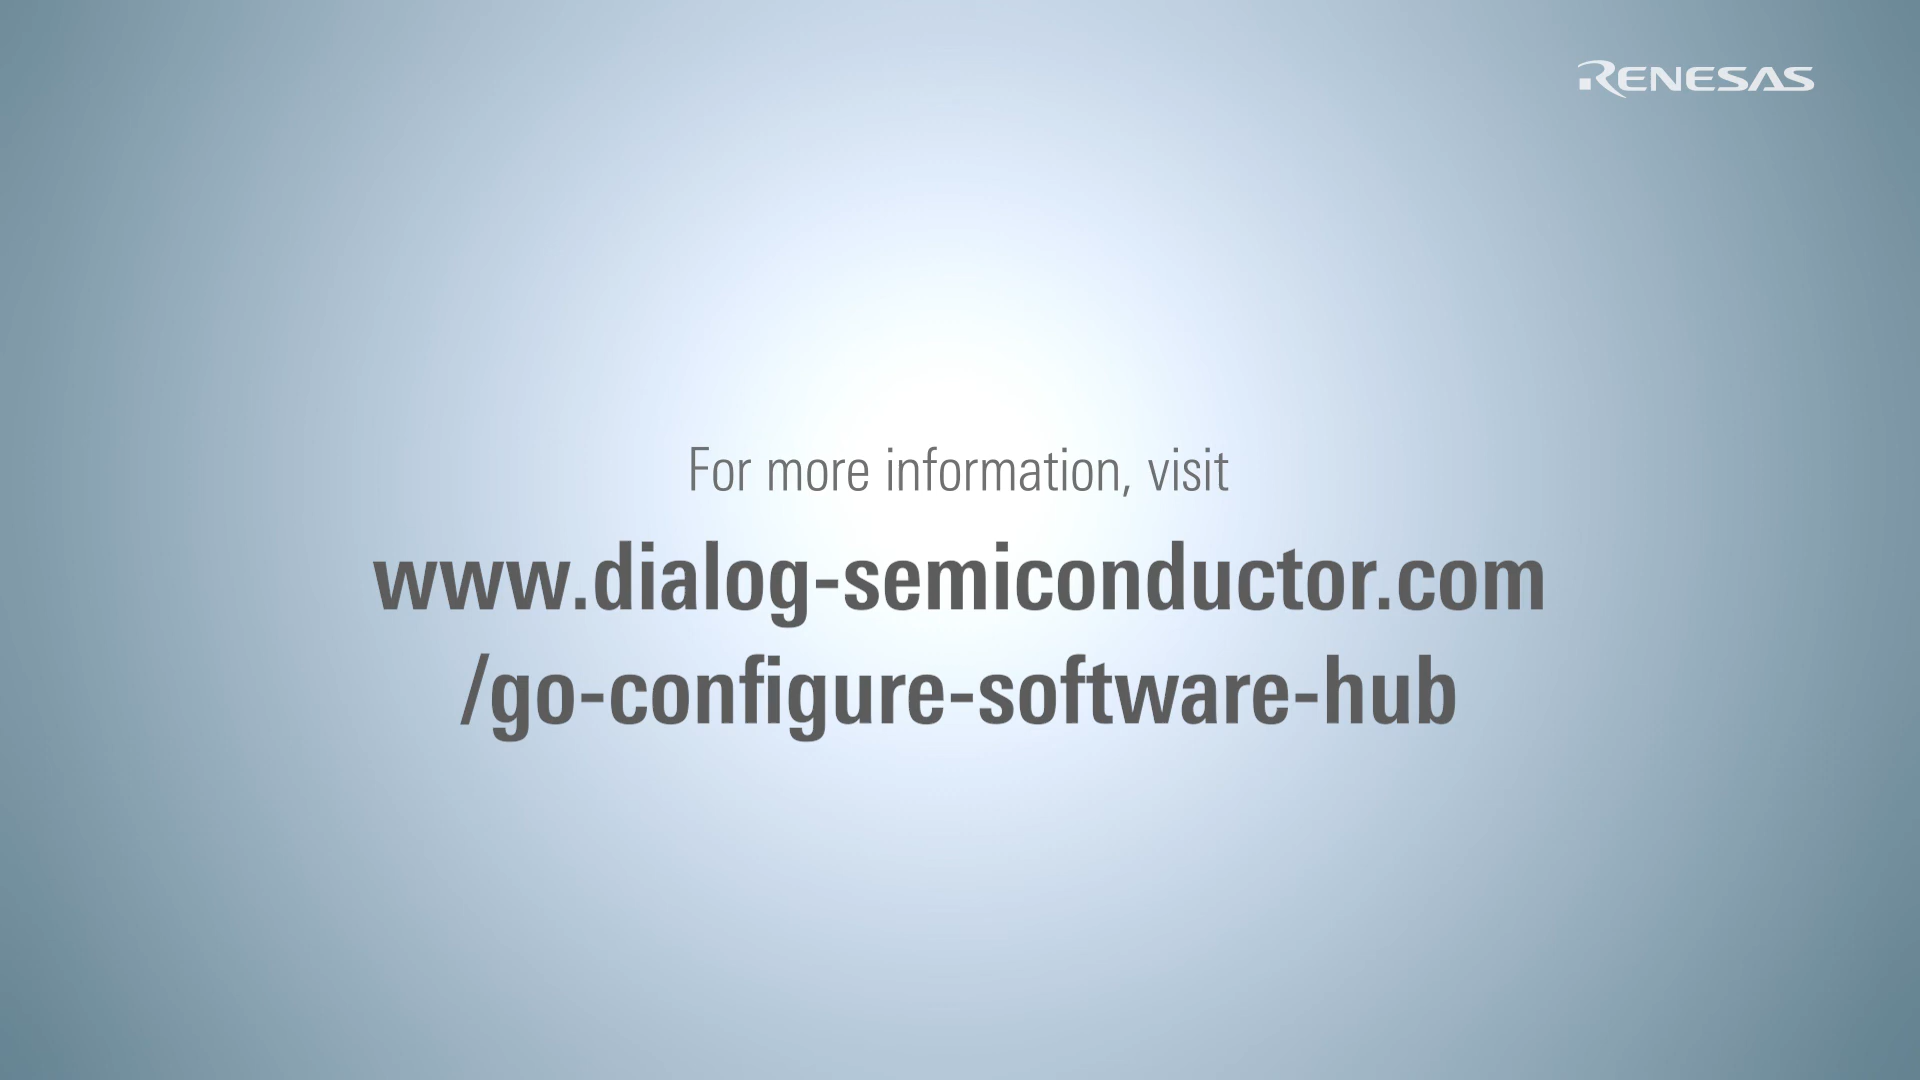 RENESAS
For more information, visit
www.dialog-semiconductor.com
/go-configure-software-hub